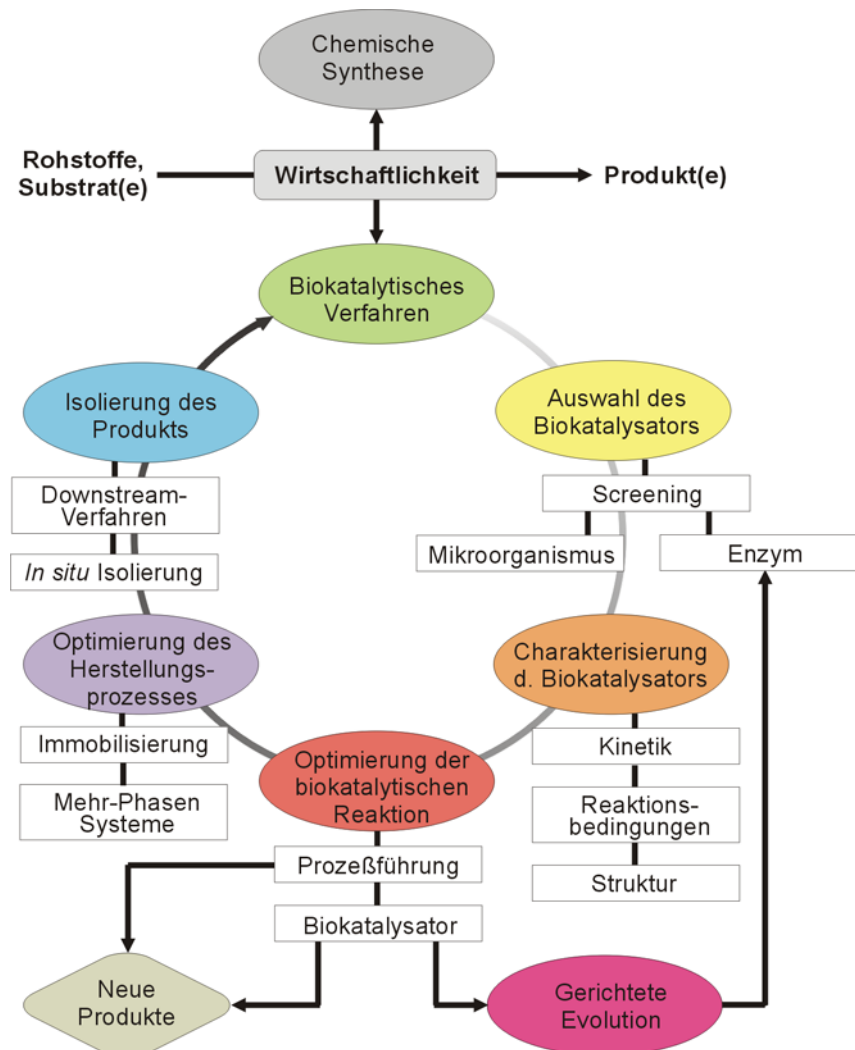 Chemische
Synthese
Rohstoffe,
Substrat(e)
Wirtschaftlichkeit
Produkt(e)
Biokatalytisches
Verfahren
Isolierung des
Produkts
Auswahl des
Biokatalysators
Downstream-
Verfahren
Screening
In situ Isolierung
Mikroorganismus
Enzym
Optimierung des
Herstellungs-
prozesses
Charakterisierung
d. Biokatalysators
Immobilisierung
Kinetik
Optimierung der
biokatalytischen
Reaktion
Mehr-Phasen
Systeme
Reaktions-
bedingungen
Prozeßführung
Struktur
Biokatalysator
Neue
Produkte
Gerichtete
Evolution